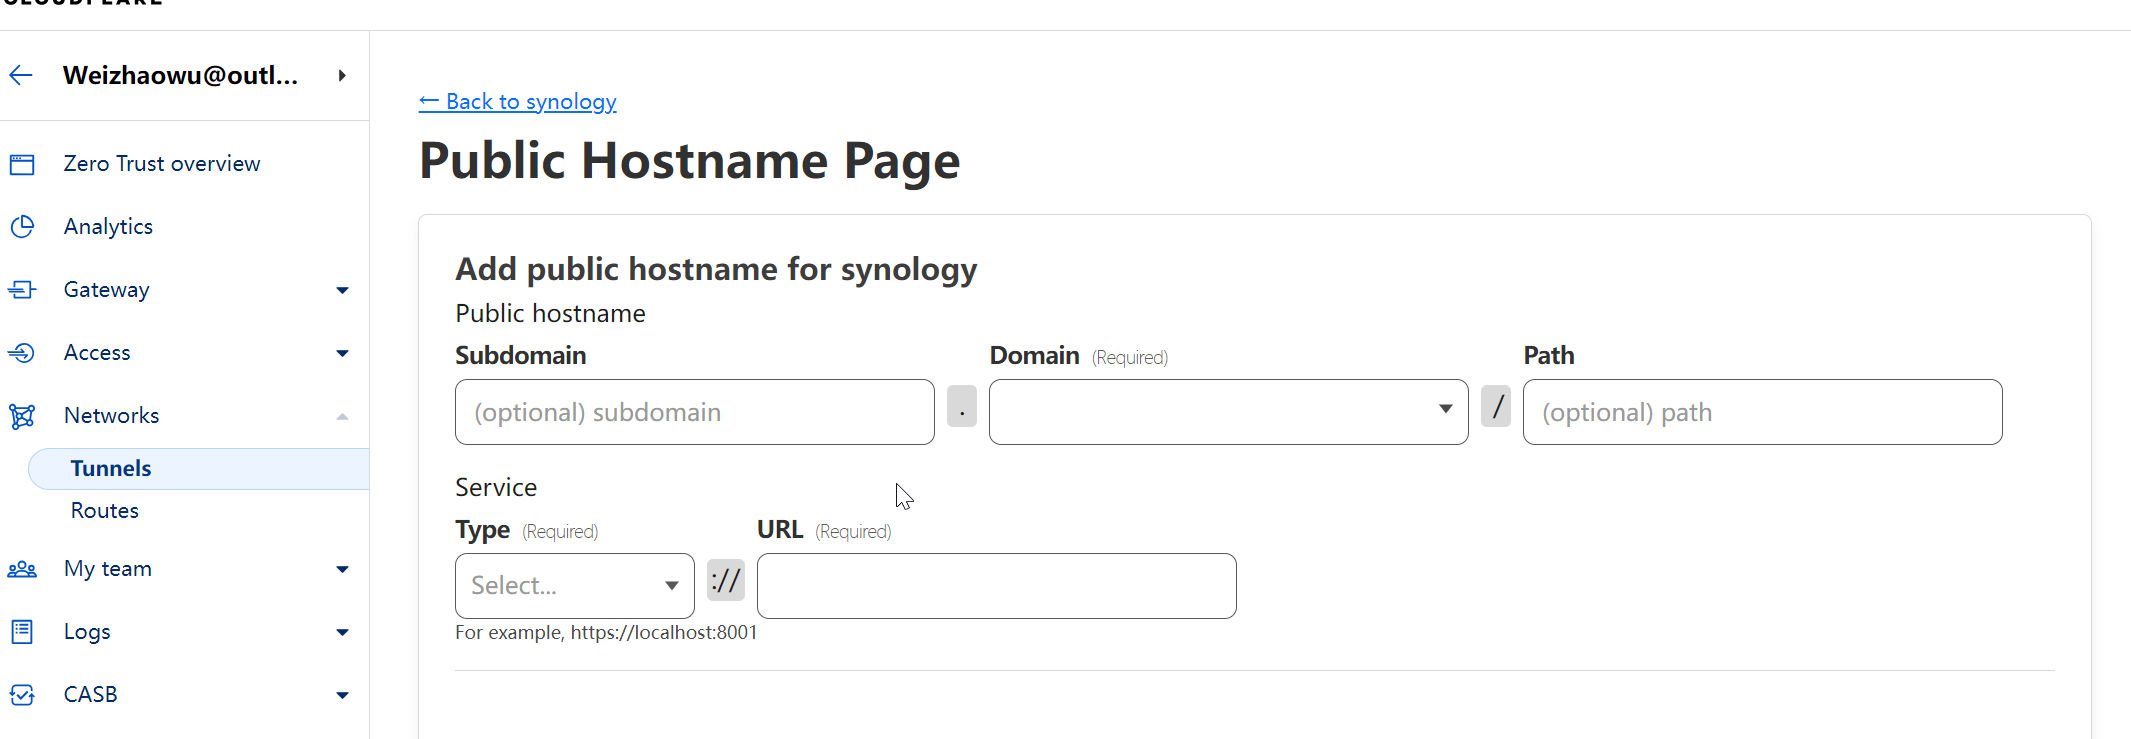 CLOUDFLARE
Weizhaowu@outl...
Zero Trust overview
Analytics
Gateway
Access
Networks
Tunnels
Routes
My team
Logs
CASB
← Back to synology
Public Hostname Page
Add public hostname for synology
Public hostname
Subdomain Domain (Required) Path
(optional) subdomain . / (optional) path
Service
Type (Required) URL (Required)
Select... ://
For example, https://localhost:8001